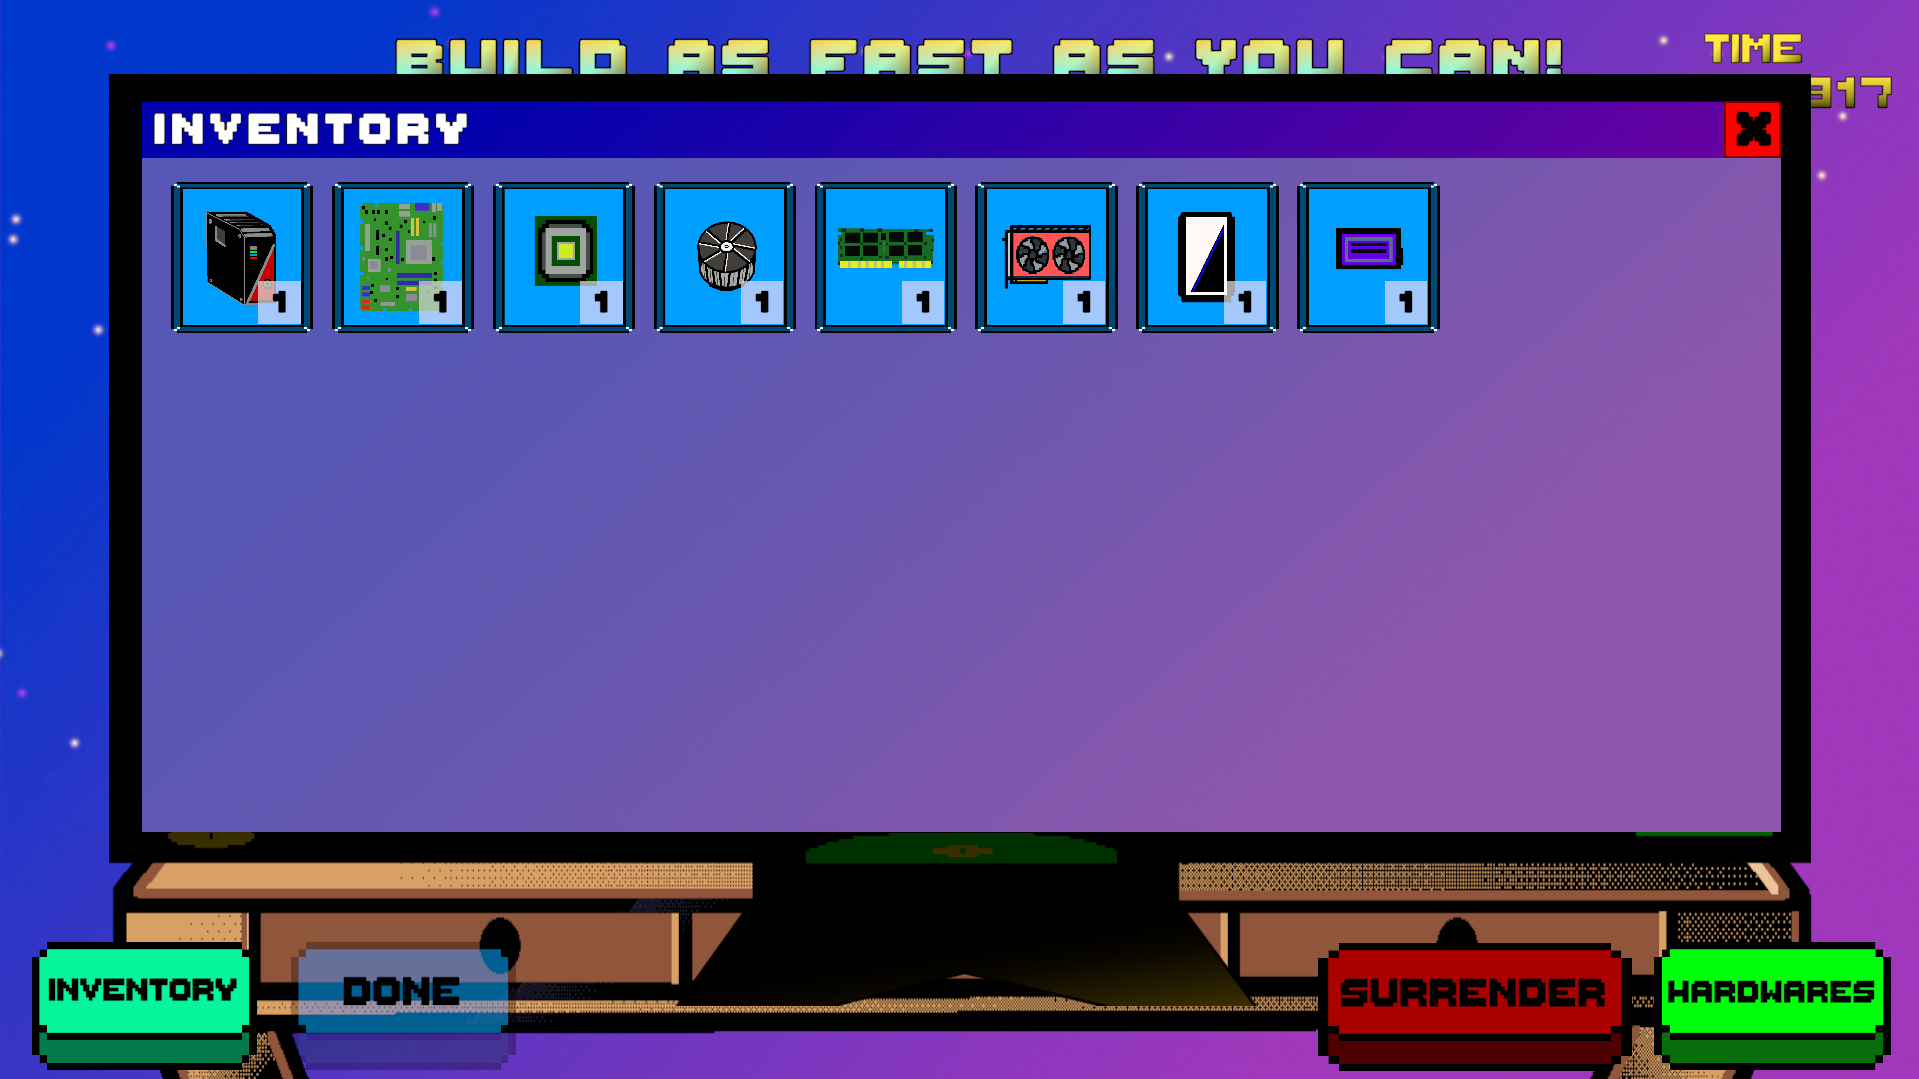 BUILD AS FAST AS YOU CAN!
TIME
917
INVENTORY
1 1 1 1 1 1 1 1
INVENTORY
DONE
SURRENDER
HARDWARES